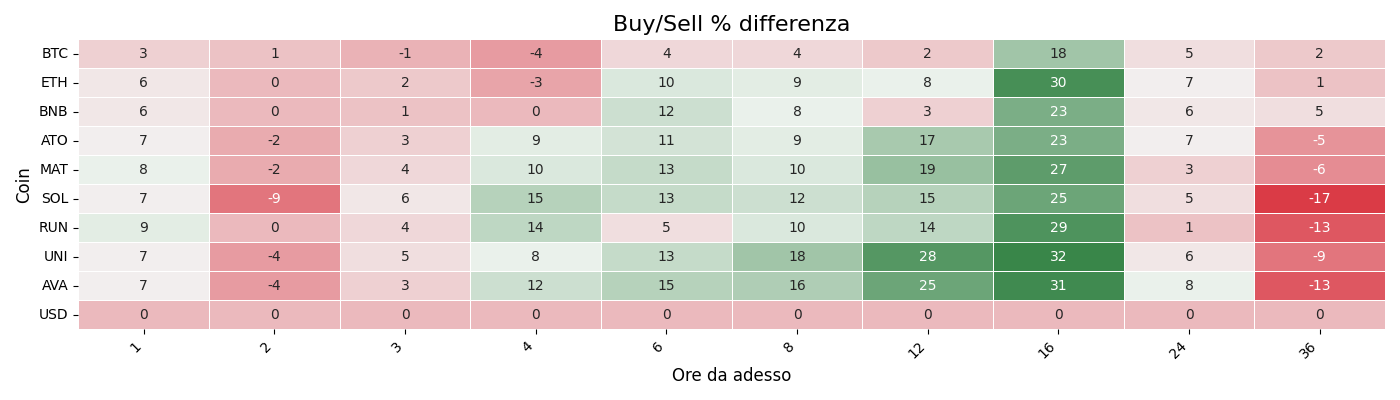 Buy/Sell % differenza
BTC 3 1 -1 -4 4 4 2 18 5 2
ETH 6 0 2 -3 10 9 8 30 7 1
BNB 6 0 1 0 12 8 3 23 6 5
ATO 7 -2 3 9 11 9 17 23 7 -5
MAT 8 -2 4 10 13 10 19 27 3 -6
SOL 7 -9 6 15 13 12 15 25 5 -17
RUN 9 0 4 14 5 10 14 29 1 -13
UNI 7 -4 5 8 13 18 28 32 6 -9
AVA 7 -4 3 12 15 16 25 31 8 -13
USD 0 0 0 0 0 0 0 0 0 0
1 2 3 4 6 8 12 16 24 36
Coin
Ore da adesso